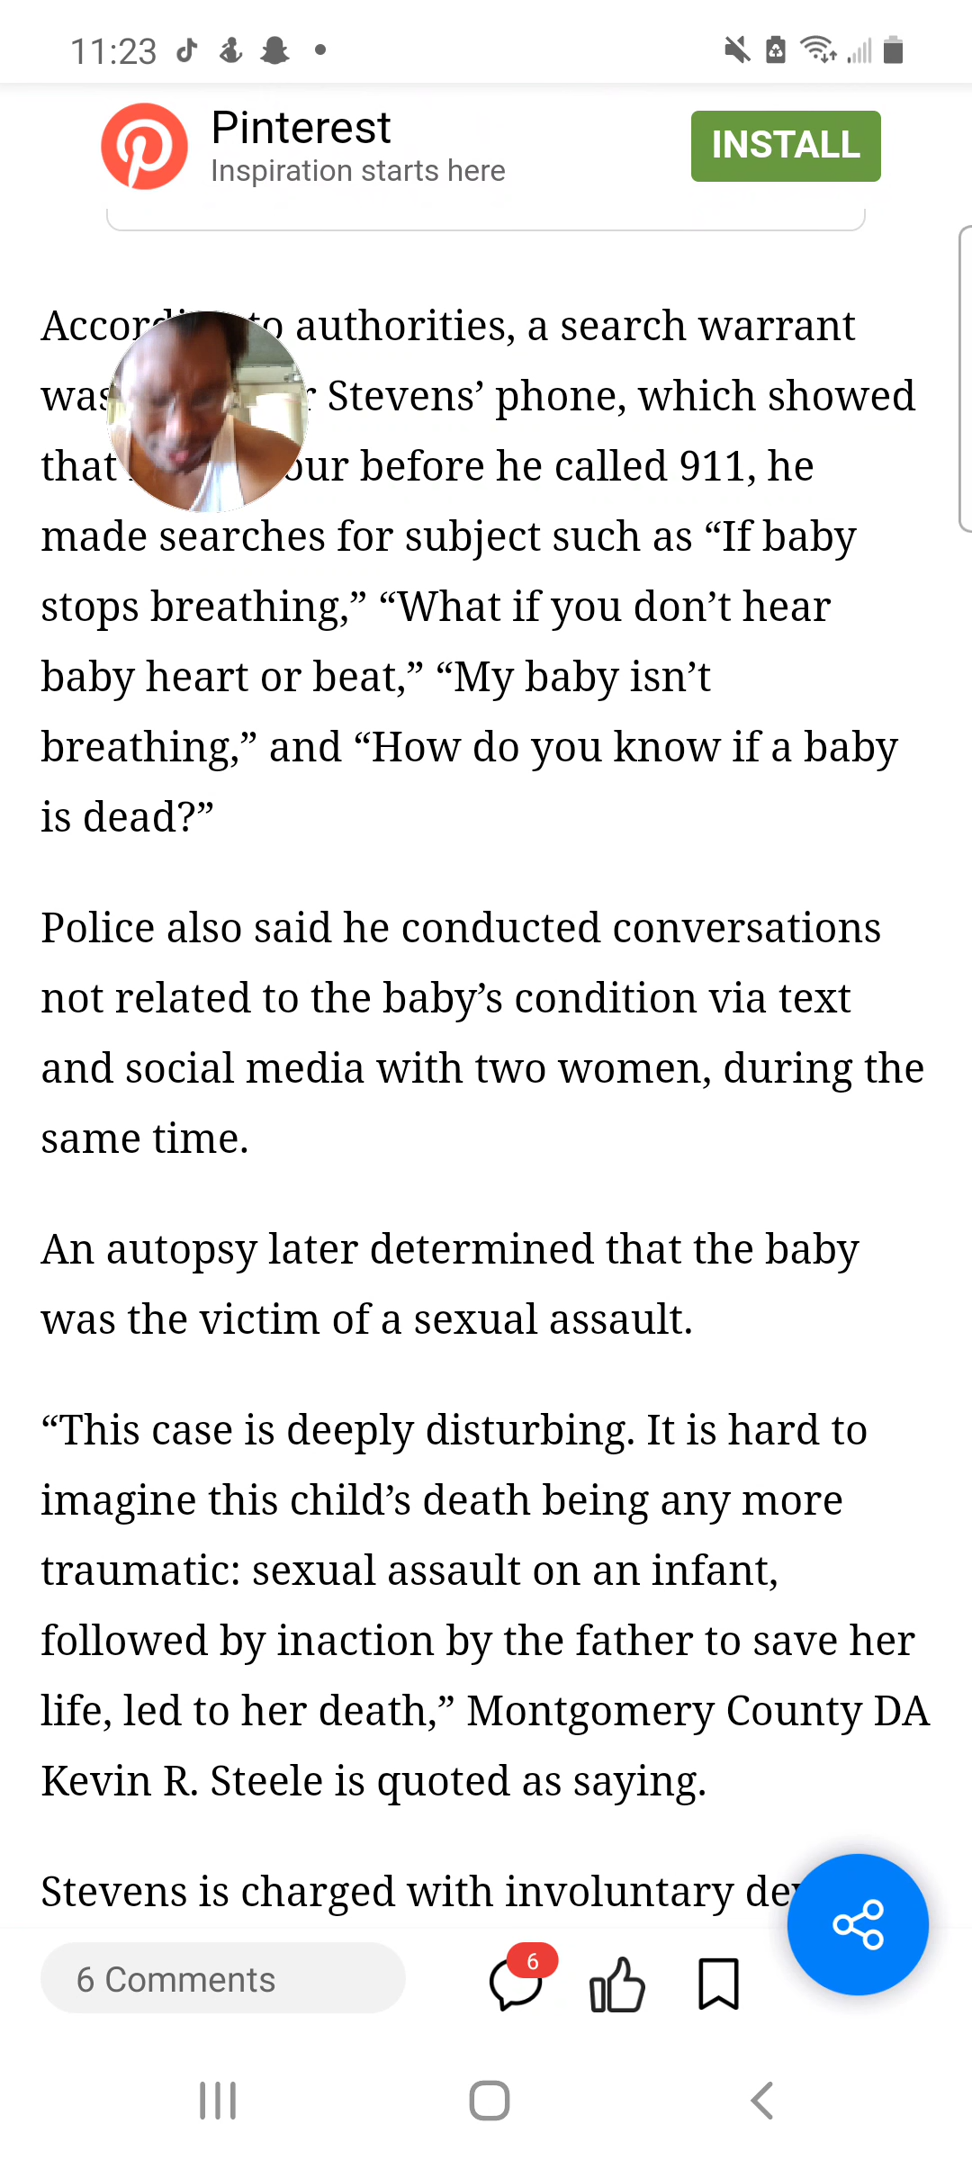 11:23
Pinterest
Inspiration starts here
INSTALL
to authorities, a search warrant
was Stevens’ phone, which showed
that before he called 911, he
made searches for subject such as “If baby
stops breathing,” “What if you don’t hear
baby heart or beat,” “My baby isn’t
breathing,” and “How do you know if a baby
is dead?”
Police also said he conducted conversations
not related to the baby’s condition via text
and social media with two women, during the
same time.
An autopsy later determined that the baby
was the victim of a sexual assault.
“This case is deeply disturbing. It is hard to
imagine this child’s death being any more
traumatic: sexual assault on an infant,
followed by inaction by the father to save her
life, led to her death,” Montgomery County DA
Kevin R. Steele is quoted as saying.
Stevens is charged with involuntary
6 Comments
6